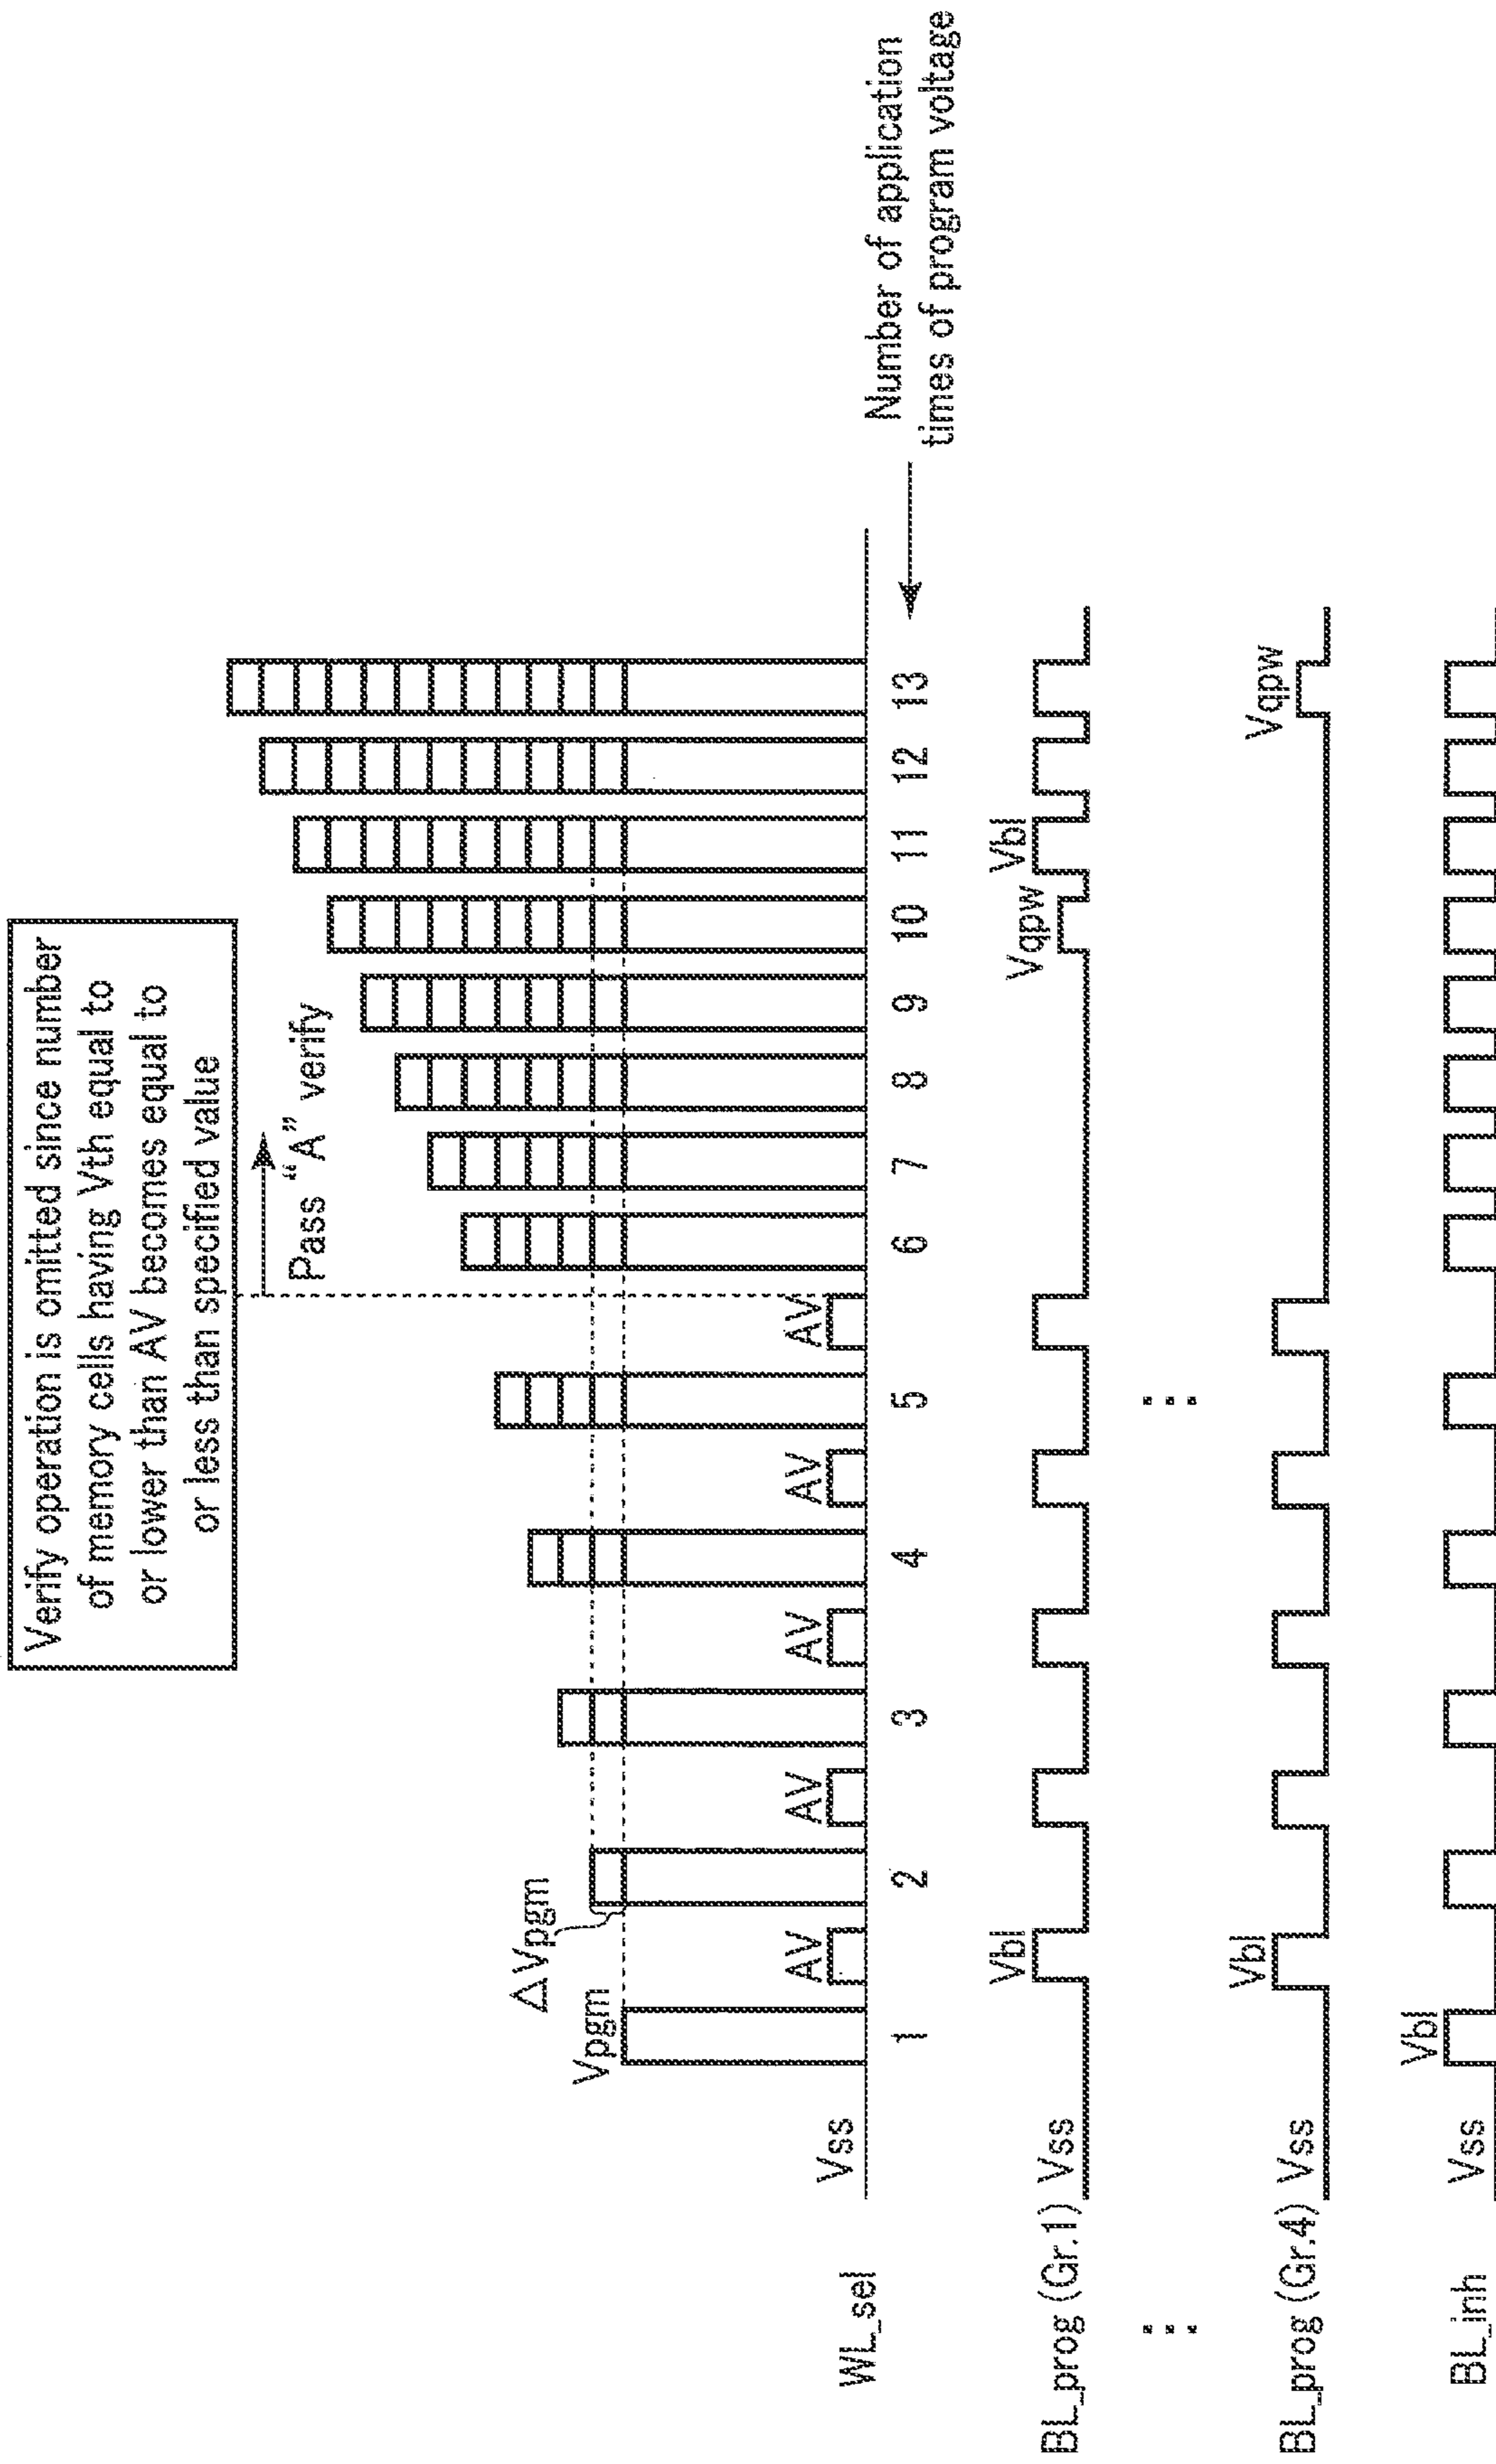 Verify operation is omitted since number
of memory cells having Vth equal to
or lower than AV becomes equal to
or less than specified value
Pass “A” verify
ΔVpgm
Vpgm
AV
AV
AV
AV
AV
WL_sel
Vss
1
2
3
4
5
6
7
8
9
10
11
12
13
Number of application
times of program voltage
BL_prog (Gr.1)
Vss
Vbl
Vqpw
Vbl
BL_prog (Gr.4)
Vss
Vbl
Vqpw
BL_inh
Vss
Vbl